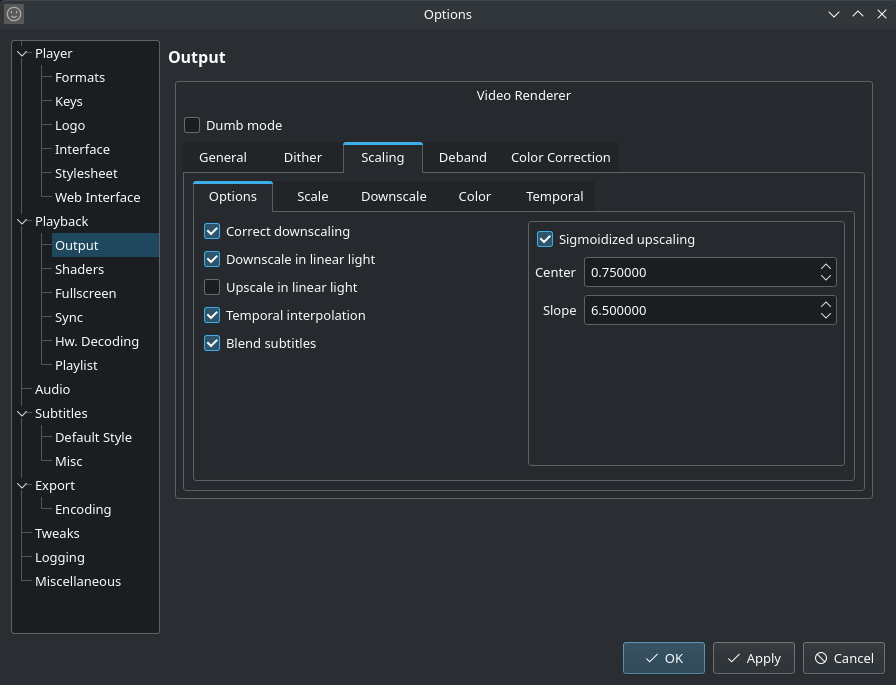 Options
Player
Formats
Keys
Logo
Interface
Stylesheet
Web Interface
Playback
Output
Shaders
Fullscreen
Sync
Hw. Decoding
Playlist
Audio
Subtitles
Default Style
Misc
Export
Encoding
Tweaks
Logging
Miscellaneous
Output
Video Renderer
Dumb mode
General Dither Scaling Deband Color Correction
Options Scale Downscale Color Temporal
Correct downscaling
Downscale in linear light
Upscale in linear light
Temporal interpolation
Blend subtitles
Sigmoidized upscaling
Center 0.750000
Slope 6.500000
OK Apply Cancel